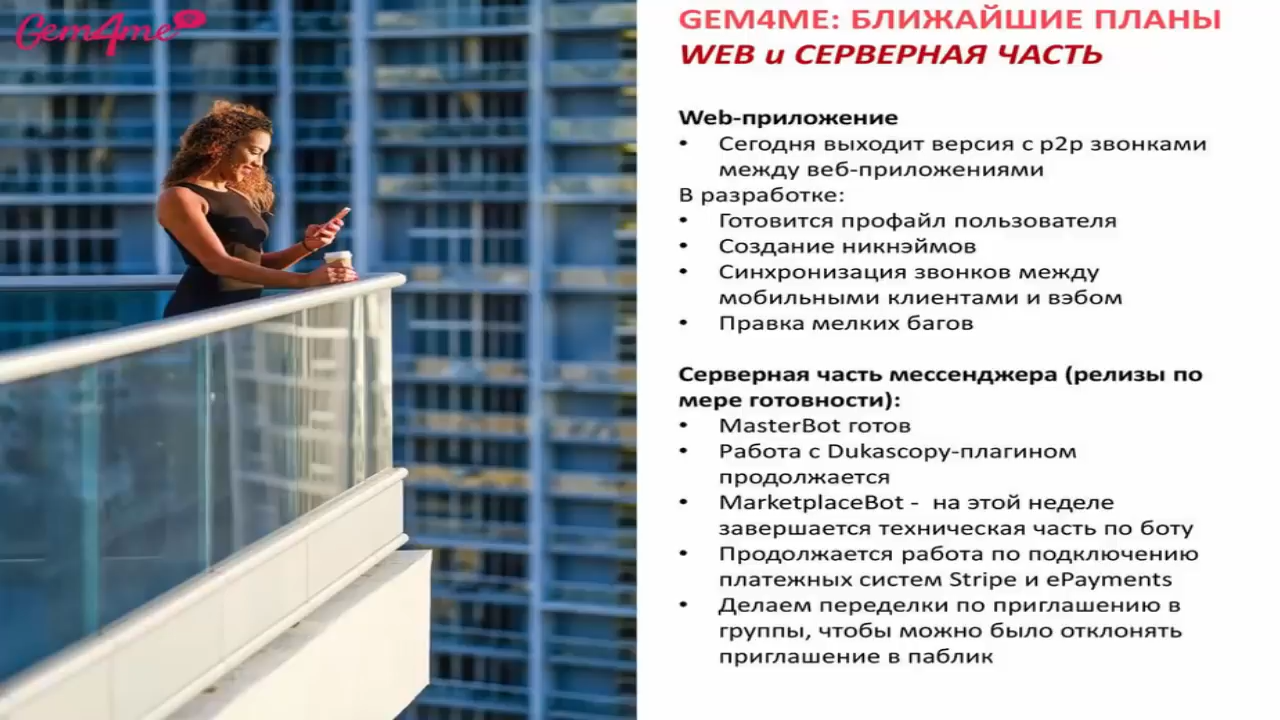 Gem4me
GEM4ME: БЛИЖАЙШИЕ ПЛАНЫ
WEB и СЕРВЕРНАЯ ЧАСТЬ
Web-приложение
• Сегодня выходит версия с p2p звонками
между веб-приложениями
В разработке:
• Готовится профайл пользователя
• Создание никнэймов
• Синхронизация звонков между
мобильными клиентами и вэбом
• Правка мелких багов
Серверная часть мессенджера (релизы по
мере готовности):
• MasterBot готов
• Работа с Dukascopy-плагином
продолжается
• MarketplaceBot - на этой неделе
завершается техническая часть по боту
• Продолжается работа по подключению
платежных систем Stripe и ePayments
• Делаем переделки по приглашению в
группы, чтобы можно было отклонять
приглашение в паблик